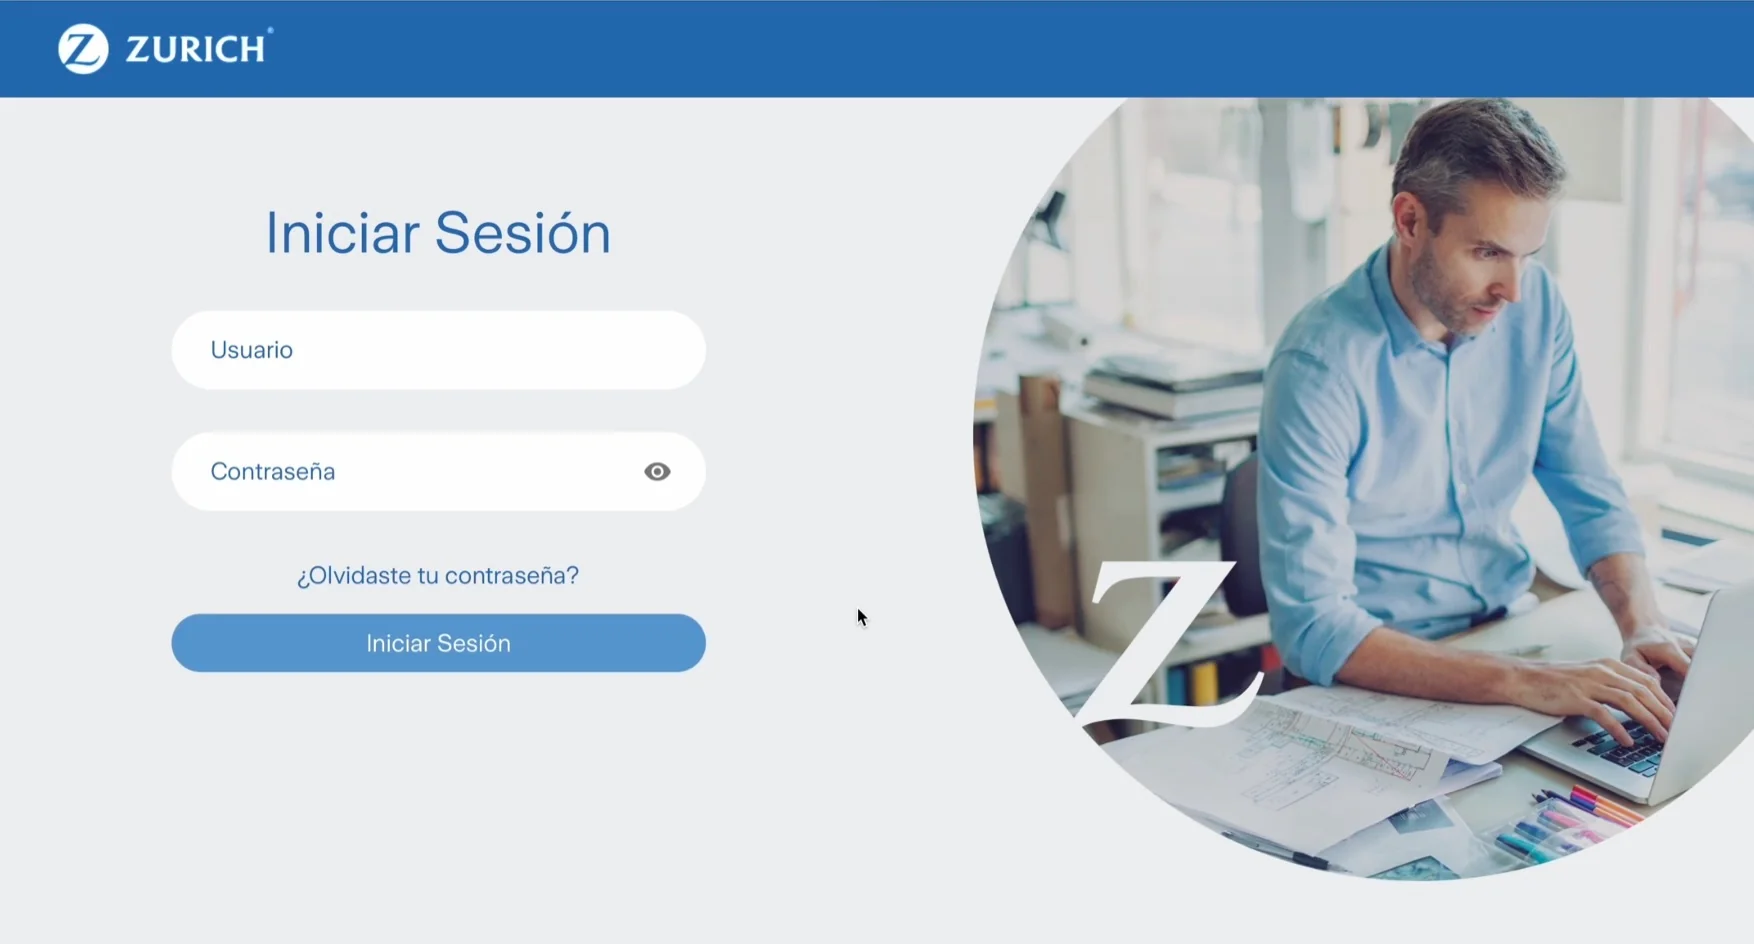 ZURICH
Iniciar Sesión
Usuario
Contraseña
¿Olvidaste tu contraseña?
Iniciar Sesión
Z